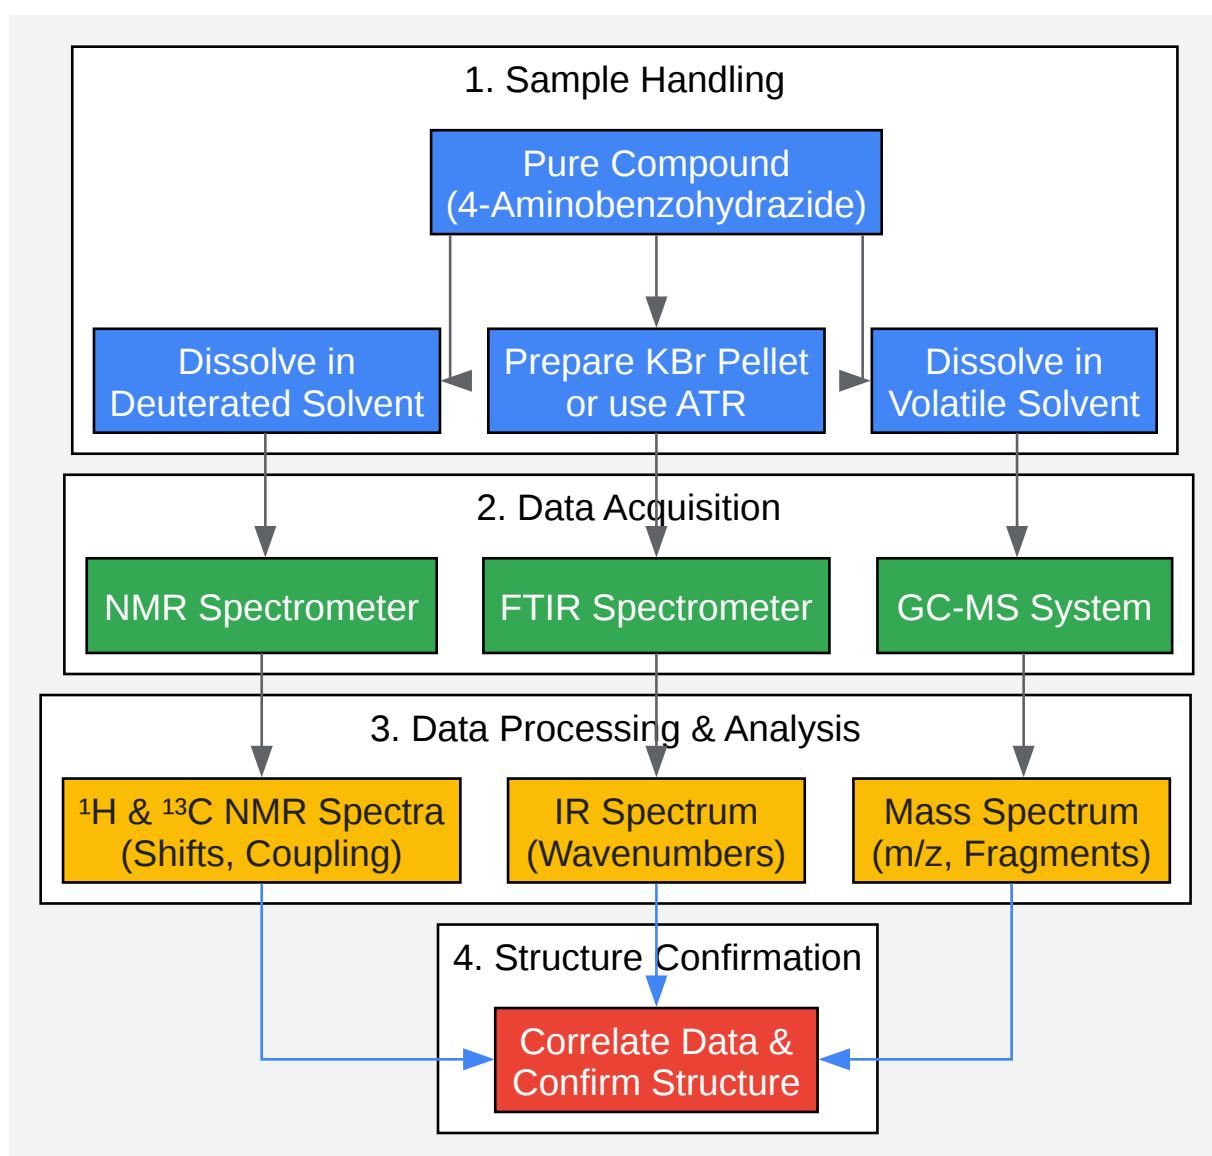 1. Sample Handling
Pure Compound
(4-Aminobenzohydrazide)
Dissolve in
Deuterated Solvent
Prepare KBr Pellet
or use ATR
Dissolve in
Volatile Solvent
2. Data Acquisition
NMR Spectrometer
FTIR Spectrometer
GC-MS System
3. Data Processing & Analysis
¹H & ¹³C NMR Spectra
(Shifts, Coupling)
IR Spectrum
(Wavenumbers)
Mass Spectrum
(m/z, Fragments)
4. Structure Confirmation
Correlate Data &
Confirm Structure